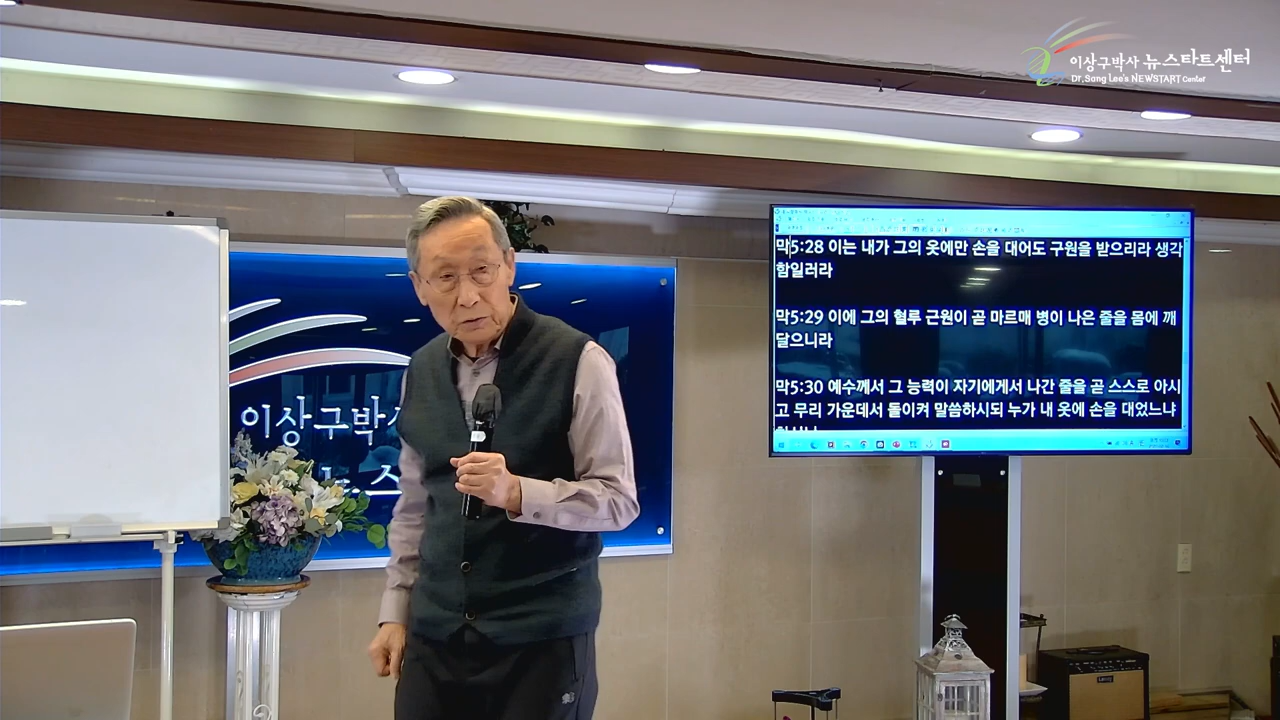 이상구박사 뉴스타트센터
Dr. Sang Lee's NEWSTART Center
막5:28 이는 내가 그의 옷에만 손을 대어도 구원을 받으리라 생각
함일러라
막5:29 이에 그의 혈루 근원이 곧 마르매 병이 나은 줄을 몸에 깨
달으니라
막5:30 예수께서 그 능력이 자기에게서 나간 줄을 곧 스스로 아시
고 무리 가운데서 돌이켜 말씀하시되 누가 내 옷에 손을 대었느냐
이상구박사
뉴스
Laney